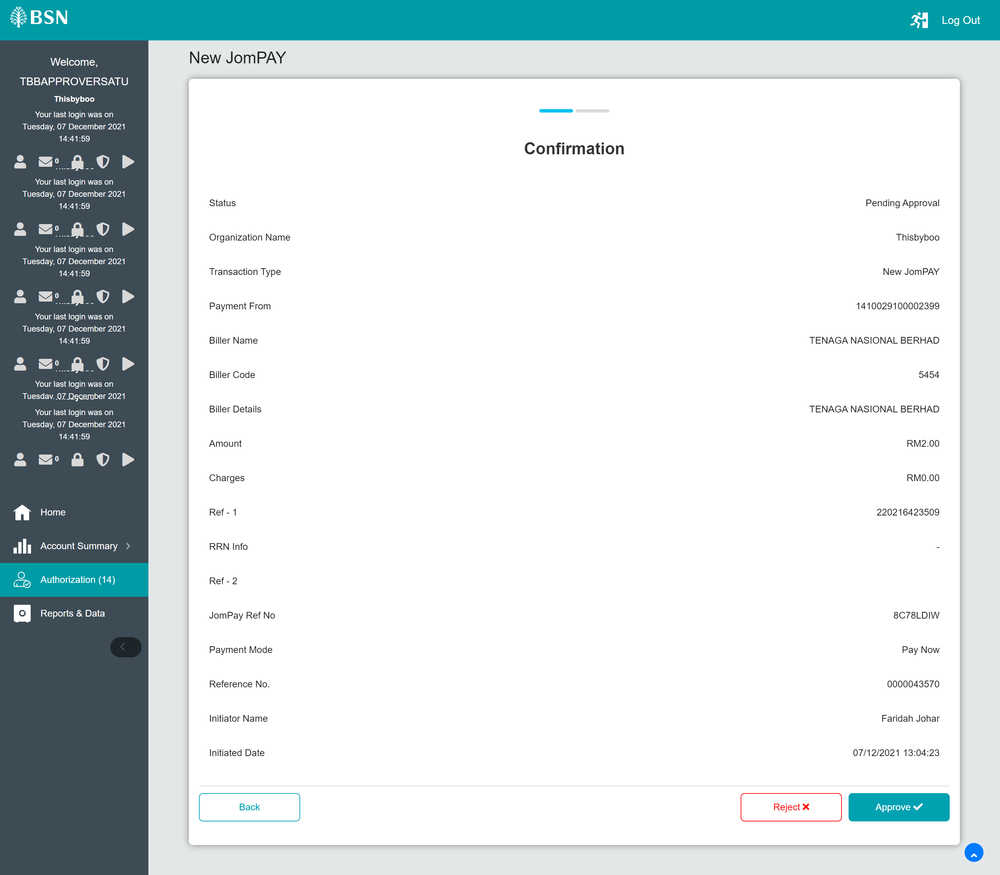 BSN
Log Out
Welcome,
TBBAPPROVERSATU
Thisbyboo
Your last login was on
Tuesday, 07 December 2021
14:41:59
0
Your last login was on
Tuesday, 07 December 2021
14:41:59
0
Your last login was on
Tuesday, 07 December 2021
14:41:59
0
Your last login was on
Tuesday, 07 December 2021
14:41:59
0
Your last login was on
Tuesday, 07 December 2021
Your last login was on
Tuesday, 07 December 2021
14:41:59
0
Home
Account Summary
Authorization (14)
Reports & Data
New JomPAY
Confirmation
Status Pending Approval
Organization Name Thisbyboo
Transaction Type New JomPAY
Payment From 1410029100002399
Biller Name TENAGA NASIONAL BERHAD
Biller Code 5454
Biller Details TENAGA NASIONAL BERHAD
Amount RM2.00
Charges RM0.00
Ref - 1 220216423509
RRN Info -
Ref - 2
JomPay Ref No 8C78LDIW
Payment Mode Pay Now
Reference No. 0000043570
Initiator Name Faridah Johar
Initiated Date 07/12/2021 13:04:23
Back Reject Approve